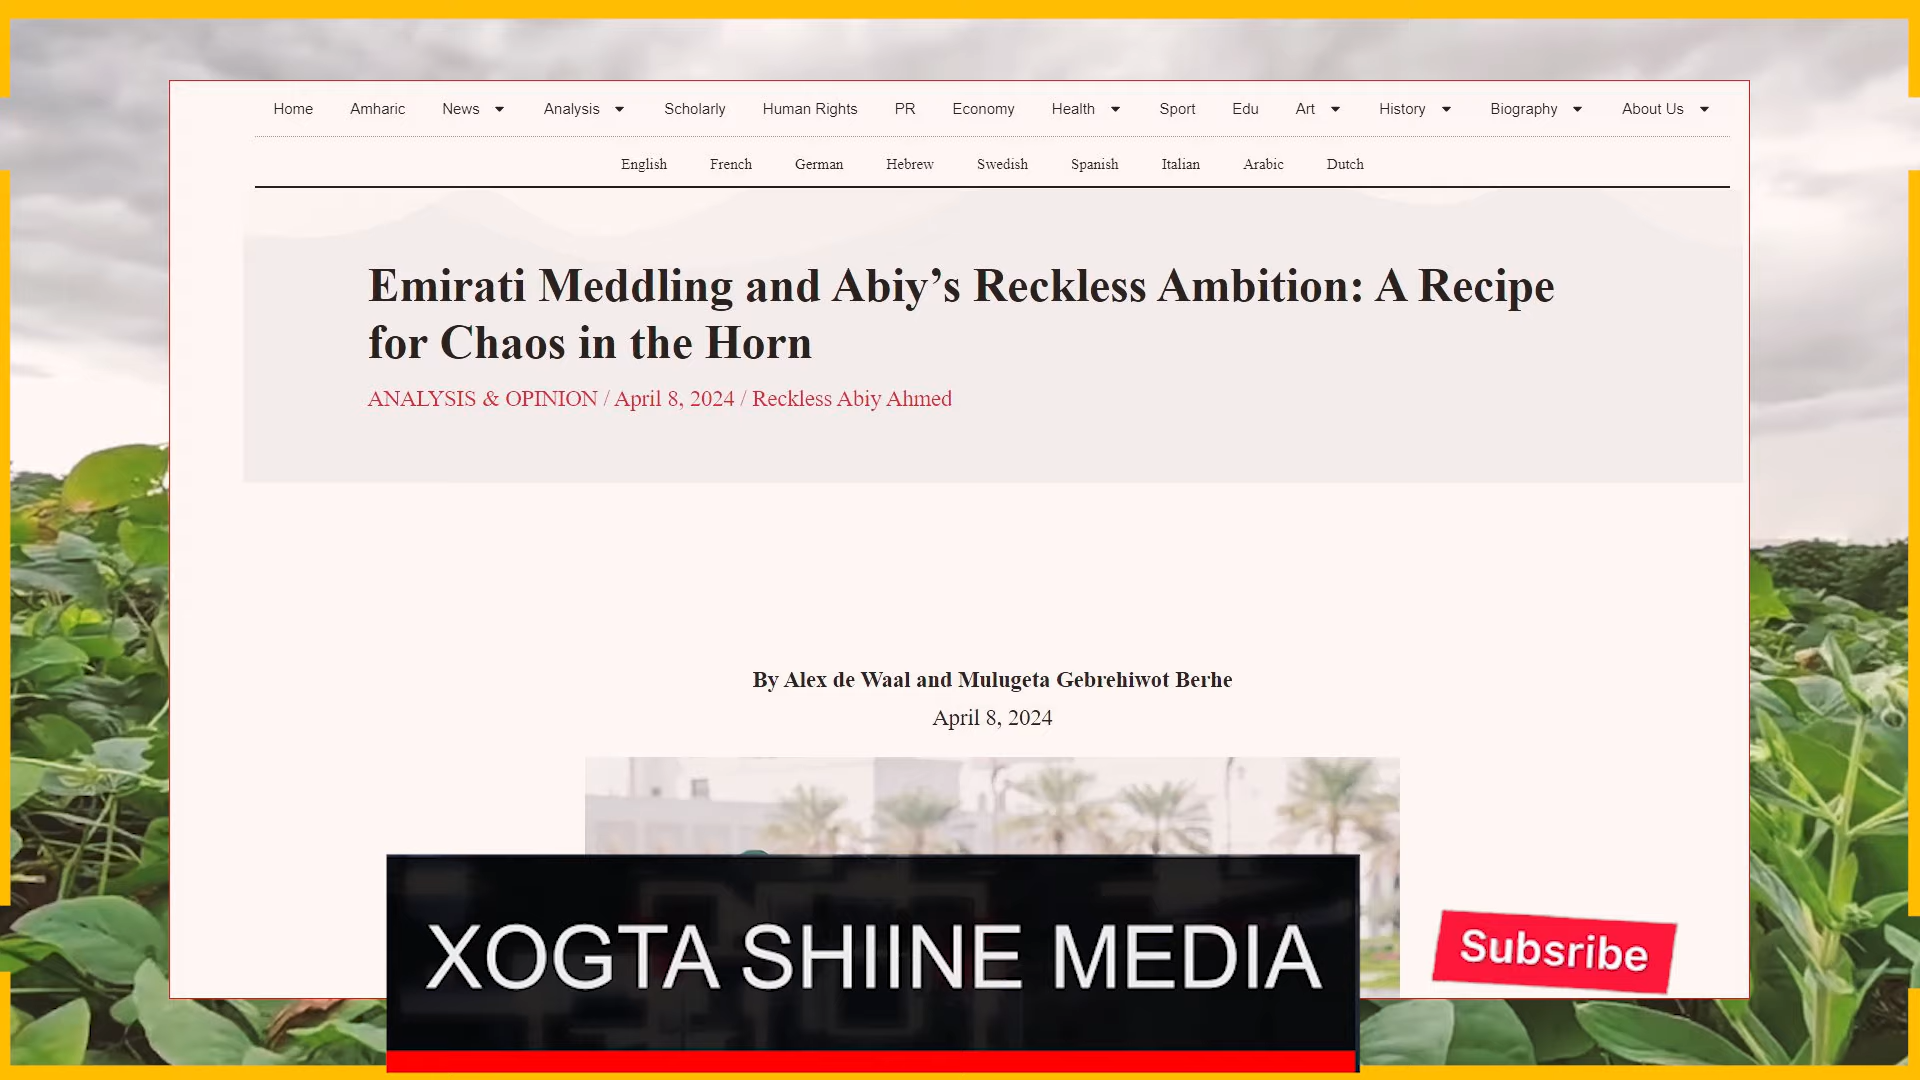 Home Amharic News Analysis Scholarly Human Rights PR Economy Health Sport Edu Art History Biography About Us
English French German Hebrew Swedish Spanish Italian Arabic Dutch
Emirati Meddling and Abiy’s Reckless Ambition: A Recipe
for Chaos in the Horn
ANALYSIS & OPINION / April 8, 2024 / Reckless Abiy Ahmed
By Alex de Waal and Mulugeta Gebrehiwot Berhe
April 8, 2024
XOGTA SHIINE MEDIA
Subsribe